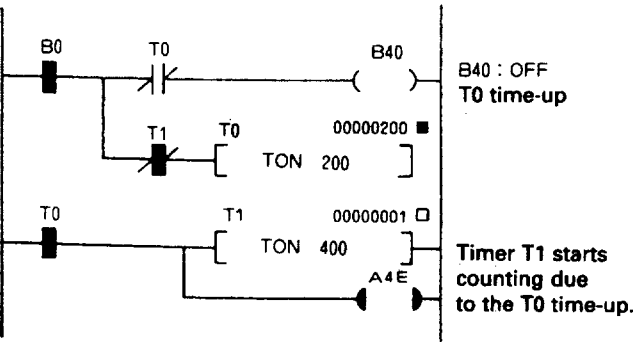 B0 T0 B40
B40 : OFF
T0 time-up
T1 T0 00000200
TON 200
T0 T1 00000001
TON 400
Timer T1 starts
counting due
to the T0 time-up.
A4E